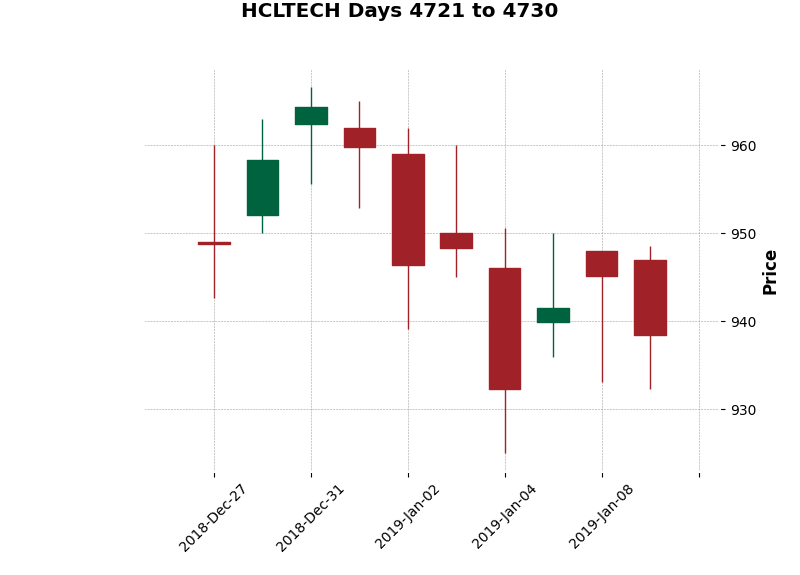 HCLTECH Days 4721 to 4730
960
950
940
930
Price
2018-Dec-27
2018-Dec-31
2019-Jan-02
2019-Jan-04
2019-Jan-08